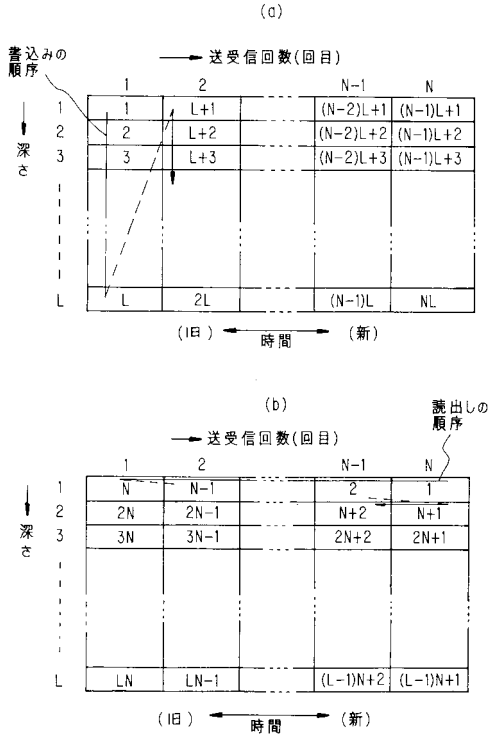 (a)
書込みの
順序
送受信回数(回目)
1 2 N-1 N
1 1 L+1 (N-2)L+1 (N-1)L+1
2 2 L+2 (N-2)L+2 (N-1)L+2
3 3 L+3 (N-2)L+3 (N-1)L+3
深さ
L L 2L (N-1)L NL
(旧) 時間 (新)
(b)
読出しの
順序
送受信回数(回目)
1 2 N-1 N
1 N N-1 2 1
2 2N 2N-1 N+2 N+1
3 3N 3N-1 2N+2 2N+1
深さ
L LN LN-1 (L-1)N+2 (L-1)N+1
(旧) 時間 (新)